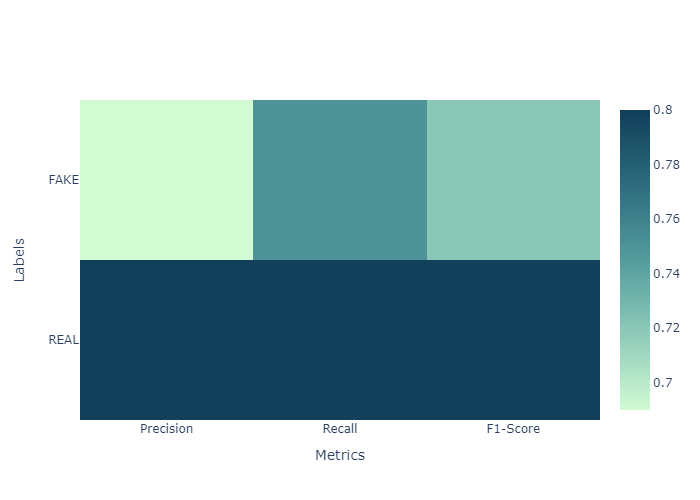 0.8
FAKE
0.78
0.76
0.74
Labels
0.72
REAL
0.7
Precision Recall F1-Score
Metrics